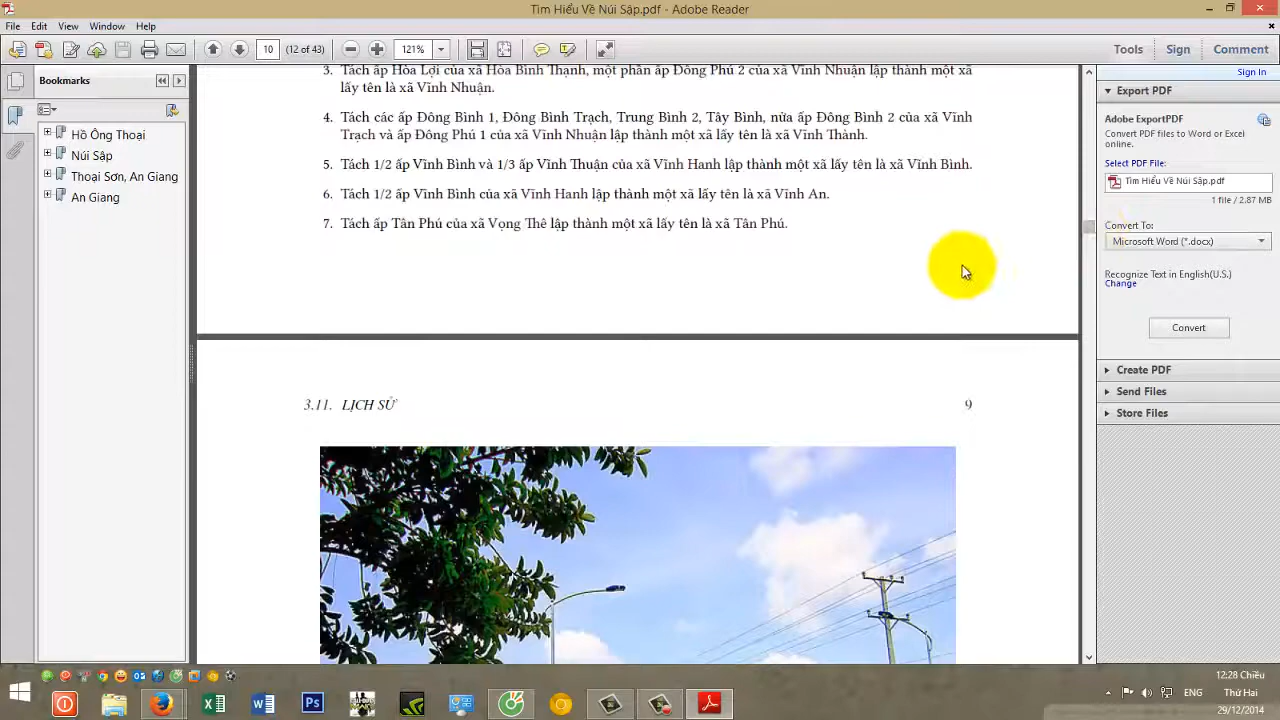 Tìm Hiểu Về Núi Sập.pdf - Adobe Reader
File Edit View Window Help
10 (12 of 43) 121% Tools Sign Comment
Bookmarks
Hồ Ông Thoại
Núi Sập
Thoại Sơn, An Giang
An Giang
3. Tách ấp Hòa Lợi của xã Hòa Bình Thạnh, một phần ấp Đông Phú 2 của xã Vĩnh Nhuận lập thành một xã
lấy tên là xã Vĩnh Nhuận.
4. Tách các ấp Đông Bình 1, Đông Bình Trạch, Trung Bình 2, Tây Bình, nửa ấp Đông Bình 2 của xã Vĩnh
Trạch và ấp Đông Phú 1 của xã Vĩnh Nhuận lập thành một xã lấy tên là xã Vĩnh Thành.
5. Tách 1/2 ấp Vĩnh Bình và 1/3 ấp Vĩnh Thuận của xã Vĩnh Hanh lập thành một xã lấy tên là xã Vĩnh Bình.
6. Tách 1/2 ấp Vĩnh Bình của xã Vĩnh Hanh lập thành một xã lấy tên là xã Vĩnh An.
7. Tách ấp Tân Phú của xã Vọng Thê lập thành một xã lấy tên là xã Tân Phú.
3.11. LỊCH SỬ 9
Sign In
Export PDF
Adobe ExportPDF
Convert PDF files to Word or Excel
online.
Select PDF File:
Tìm Hiểu Về Núi Sập.pdf
1 file / 2.87 MB
Convert To:
Microsoft Word (*.docx)
Recognize Text in English(U.S.)
Change
Convert
Create PDF
Send Files
Store Files
12:28 Chiều
ENG Thứ Hai
29/12/2014